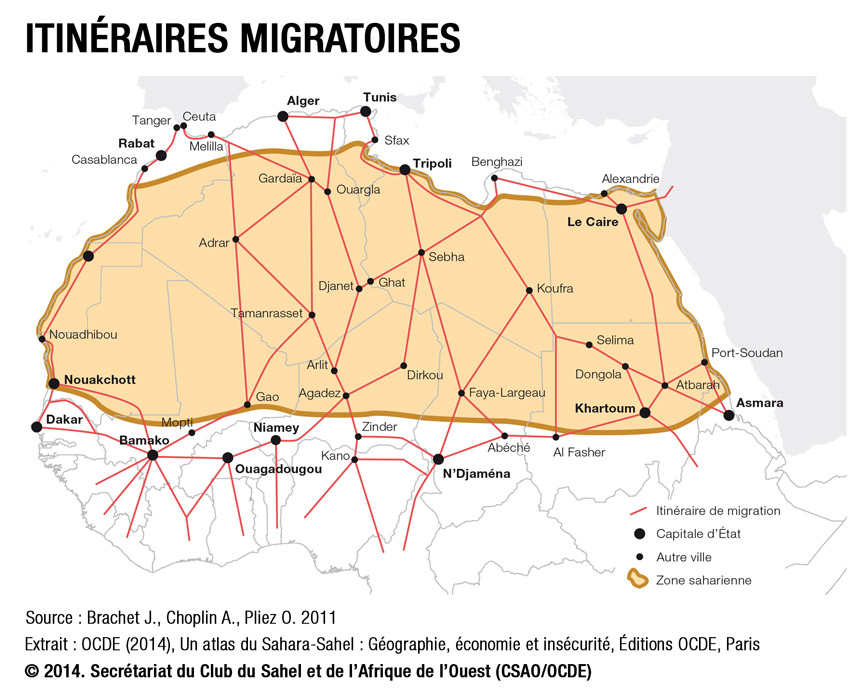 ITINÉRAIRES MIGRATOIRES
Alger
Tunis
Tanger
Ceuta
Rabat
Melilla
Sfax
Casablanca
Tripoli
Benghazi
Gardaïa
Ouargla
Alexandrie
Le Caire
Adrar
Sebha
Djanet
Ghat
Koufra
Tamanrasset
Nouadhibou
Selima
Port-Soudan
Arlit
Dirkou
Dongola
Nouakchott
Gao
Agadez
Faya-Largeau
Atbarah
Khartoum
Asmara
Dakar
Mopti
Niamey
Zinder
Bamako
Ouagadougou
Kano
N’Djaména
Abéché
Al Fasher
Itinéraire de migration
Capitale d’État
Autre ville
Zone saharienne
Source : Brachet J., Choplin A., Pliez O. 2011
Extrait : OCDE (2014), Un atlas du Sahara-Sahel : Géographie, économie et insécurité, Éditions OCDE, Paris
© 2014. Secrétariat du Club du Sahel et de l’Afrique de l’Ouest (CSAO/OCDE)